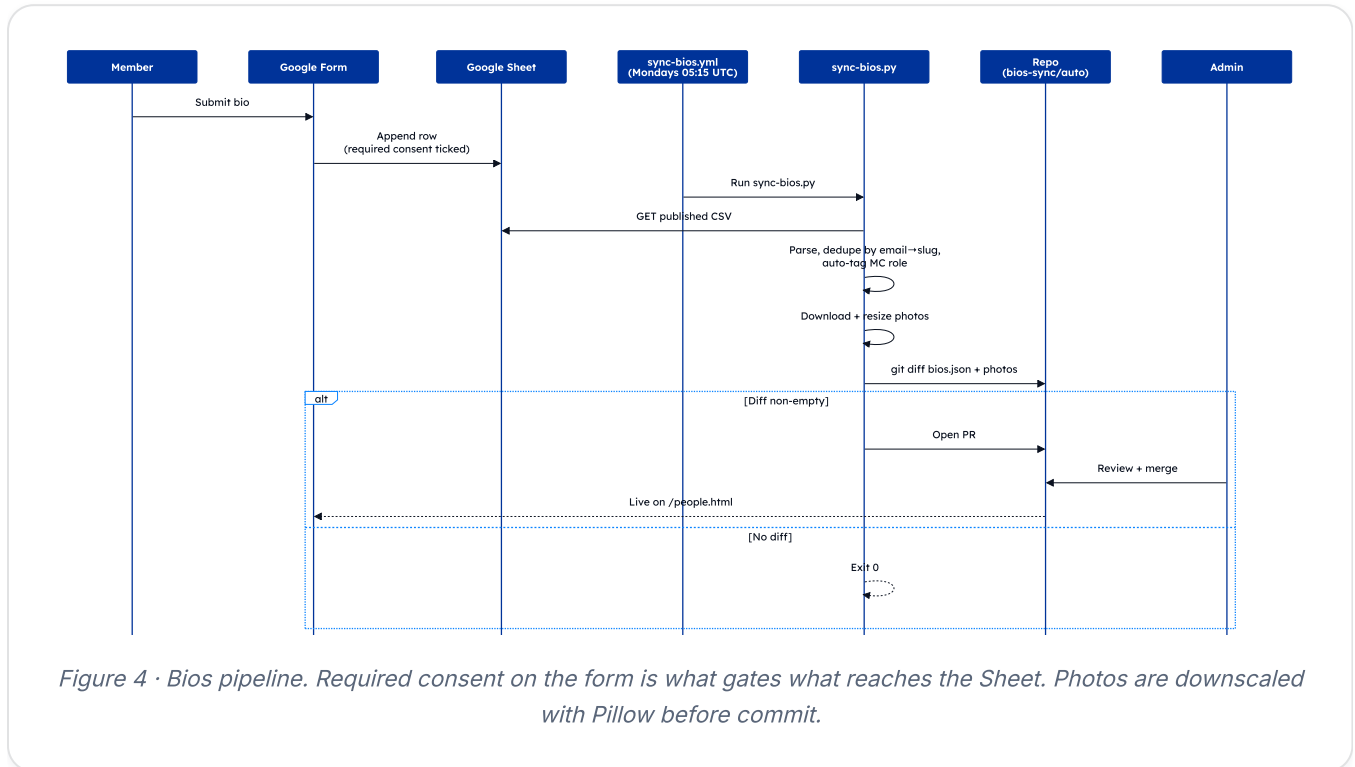 Member
Google Form
Google Sheet
sync-bios.yml
(Mondays 05:15 UTC)
sync-bios.py
Repo
(bios-sync/auto)
Admin
Submit bio
Append row
(required consent ticked)
Run sync-bios.py
GET published CSV
Parse, dedupe by email→slug,
auto-tag MC role
Download + resize photos
git diff bios.json + photos
alt
[Diff non-empty]
Open PR
Review + merge
Live on /people.html
[No diff]
Exit 0
Figure 4 · Bios pipeline. Required consent on the form is what gates what reaches the Sheet. Photos are downscaled
with Pillow before commit.